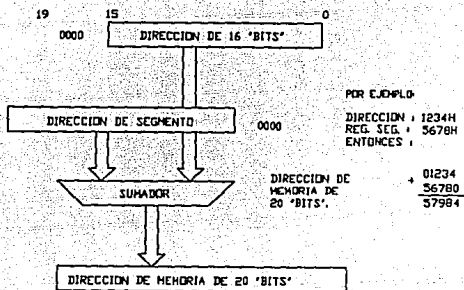 19 15 0
0000 DIRECCION DE 16 "BITS"
DIRECCION DE SEGMENTO 0000
SUMADOR
DIRECCION DE MEMORIA DE 20 "BITS"
POR EJEMPLO:
DIRECCION : 1234H
REG. SEG. : 5678H
ENTONCES :
DIRECCION DE + 01234
MEMORIA DE 56780
20 "BITS". 57984